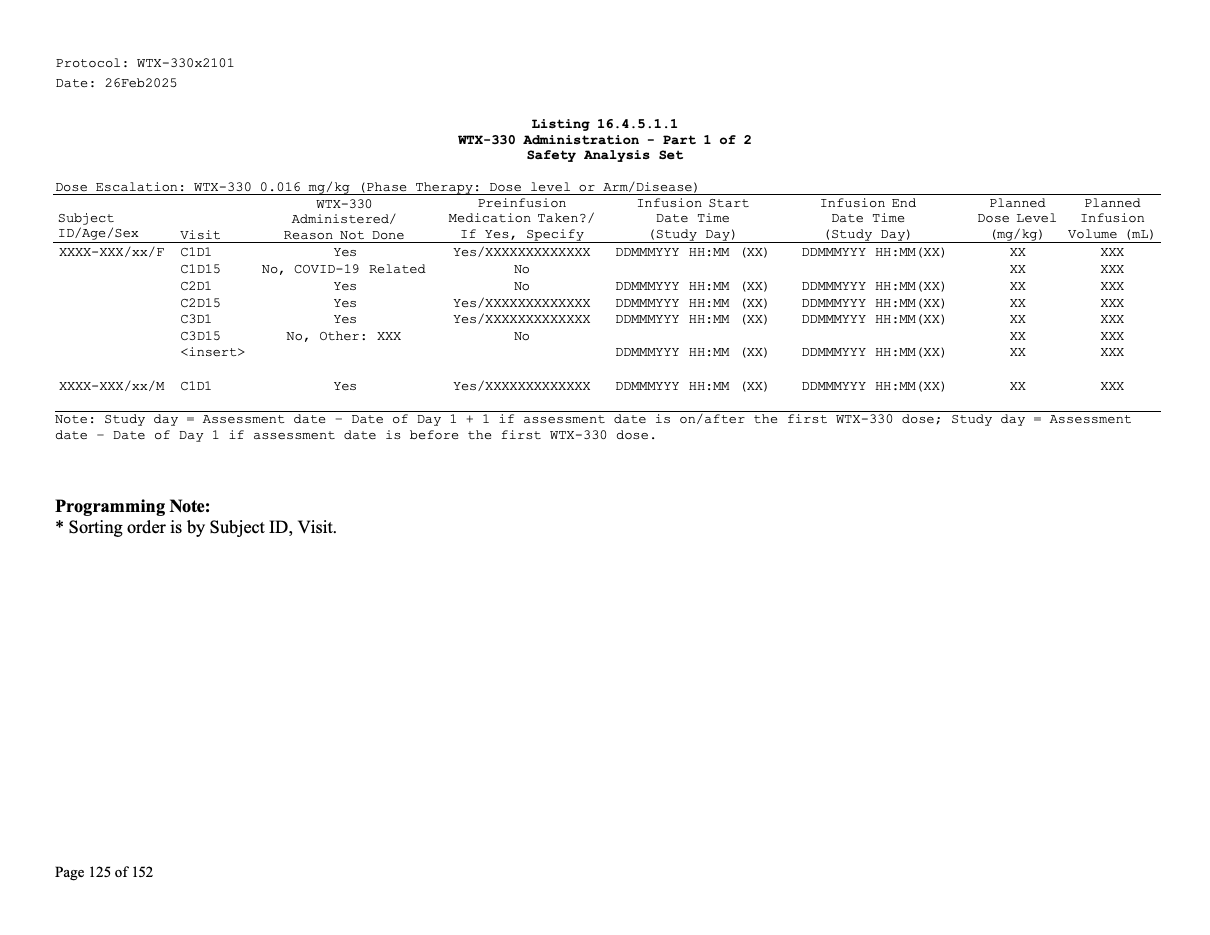 Protocol: WTX-330x2101
Date: 26Feb2025
Listing 16.4.5.1.1
WTX-330 Administration - Part 1 of 2
Safety Analysis Set
Dose Escalation: WTX-330 0.016 mg/kg (Phase Therapy: Dose level or Arm/Disease)
WTX-330 Preinfusion Infusion Start Infusion End Planned Planned
Subject Administered/ Medication Taken?/ Date Time Date Time Dose Level Infusion
ID/Age/Sex Visit Reason Not Done If Yes, Specify (Study Day) (Study Day) (mg/kg) Volume (mL)
XXXX-XXX/xx/F C1D1 Yes Yes/XXXXXXXXXXXXX DDMMMYYY HH:MM (XX) DDMMMYYY HH:MM(XX) XX XXX
C1D15 No, COVID-19 Related No XX XXX
C2D1 Yes No DDMMMYYY HH:MM (XX) DDMMMYYY HH:MM(XX) XX XXX
C2D15 Yes Yes/XXXXXXXXXXXXX DDMMMYYY HH:MM (XX) DDMMMYYY HH:MM(XX) XX XXX
C3D1 Yes Yes/XXXXXXXXXXXXX DDMMMYYY HH:MM (XX) DDMMMYYY HH:MM(XX) XX XXX
C3D15 No, Other: XXX No XX XXX
<insert> DDMMMYYY HH:MM (XX) DDMMMYYY HH:MM(XX) XX XXX
XXXX-XXX/xx/M C1D1 Yes Yes/XXXXXXXXXXXXX DDMMMYYY HH:MM (XX) DDMMMYYY HH:MM(XX) XX XXX
Note: Study day = Assessment date – Date of Day 1 + 1 if assessment date is on/after the first WTX-330 dose; Study day = Assessment
date – Date of Day 1 if assessment date is before the first WTX-330 dose.
Programming Note:
* Sorting order is by Subject ID, Visit.
Page 125 of 152